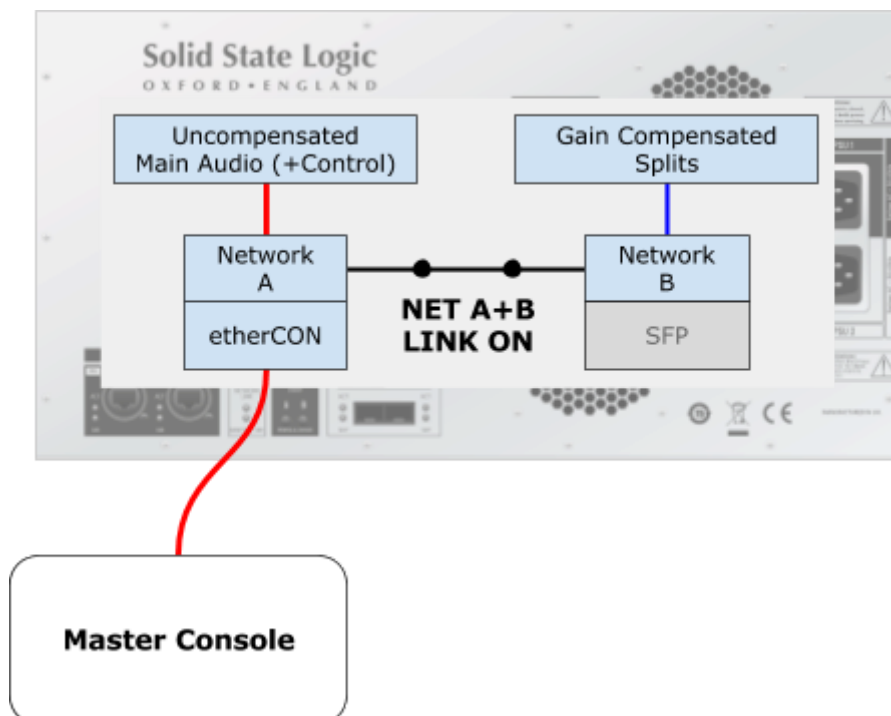 Solid State Logic
OXFORD • ENGLAND
Uncompensated
Main Audio (+Control)
Gain Compensated
Splits
Network
A
Network
B
NET A+B
LINK ON
etherCON
SFP
Master Console